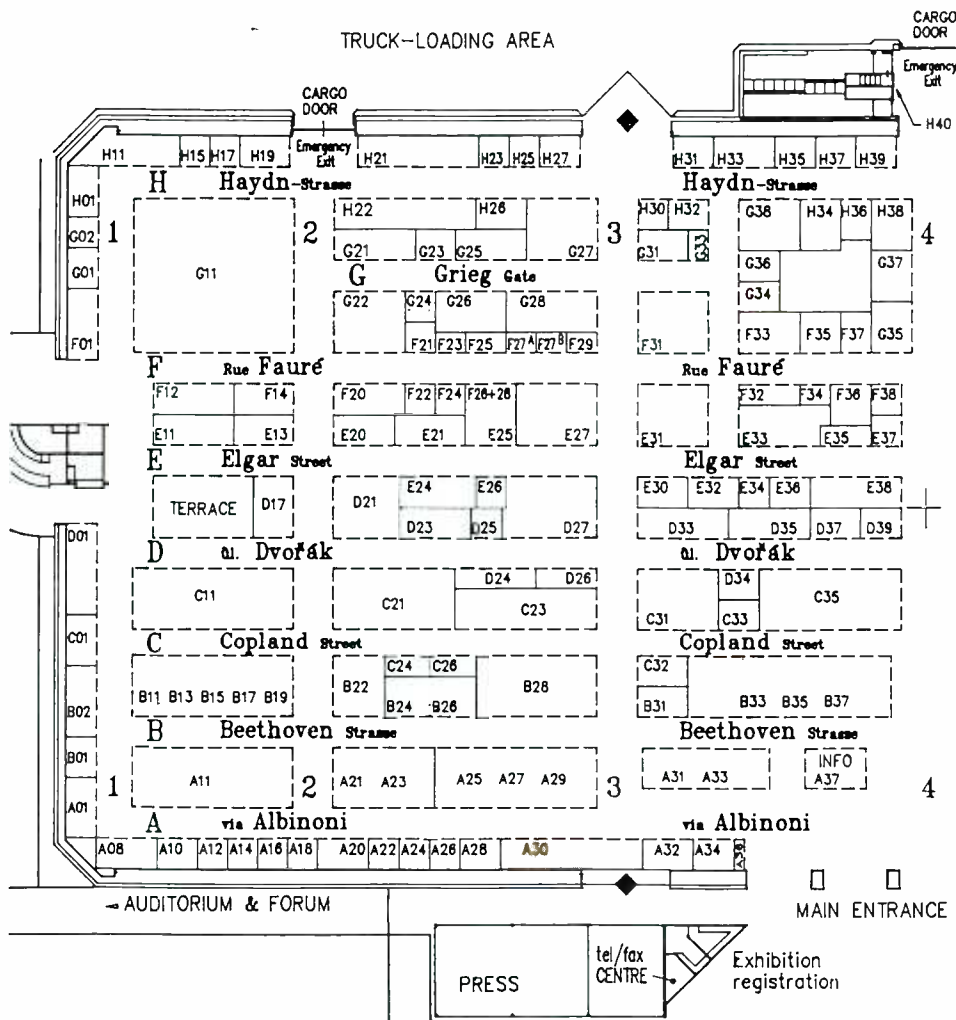 CARGO
DOOR
TRUCK-LOADING AREA
Emergency
Exit
CARGO
DOOR
H40
H11 H15 H17 H19 Emergency
Exit
H21 H23 H25 H27 H31 H33 H35 H37 H39
H Haydn-Strasse Haydn-Strasse
H01
G02
G01
F01
1 2 3 4
G11
H22 H26
G21 G23 G25 G27
H30 H32
G31 G33
G38 H34 H36 H38
G36 G37
G34
F33 F35 F37 G35
G Grieg Gate
G22 G24 G26 G28
F21 F23 F25 F27A F27B F29
F31
F Rue Fauré Rue Fauré
F12 F14 F20 F22 F24 F26+28 F32 F34 F36 F38
E11 E13 E20 E21 E25 E27 E31 E33 E35 E37
E Elgar Street Elgar Street
TERRACE D17 D21 E24 E26 E30 E32 E34 E36 E38
D23 D25 D27 D33 D35 D37 D39
D01
D ul. Dvořák ul. Dvořák
C11 C21 D24 D26 D34
C23 C31 C33 C35
C01
C Copland Street Copland Street
B02
C24 C26 C32
B11 B13 B15 B17 B19 B22 B24 B26 B28 B31 B33 B35 B37
B Beethoven Strasse Beethoven Strasse
B01
A01
1 2 3 4
A11 A21 A23 A25 A27 A29 A31 A33
INFO
A37
A via Albinoni via Albinoni
A08 A10 A12 A14 A16 A18 A20 A22 A24 A26 A28 A30 A32 A34
AUDITORIUM & FORUM
MAIN ENTRANCE
PRESS
tel/fax
CENTRE
Exhibition
registration